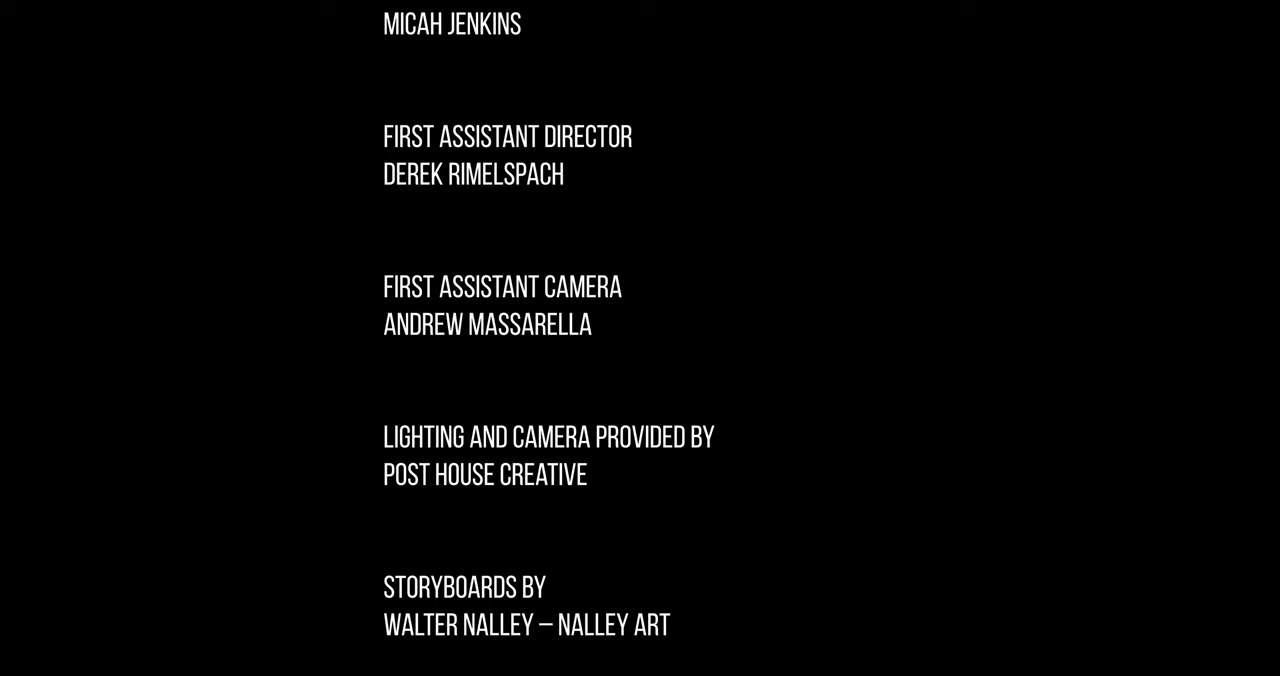 MICAH JENKINS
FIRST ASSISTANT DIRECTOR
DEREK RIMELSPACH
FIRST ASSISTANT CAMERA
ANDREW MASSARELLA
LIGHTING AND CAMERA PROVIDED BY
POST HOUSE CREATIVE
STORYBOARDS BY
WALTER NALLEY – NALLEY ART